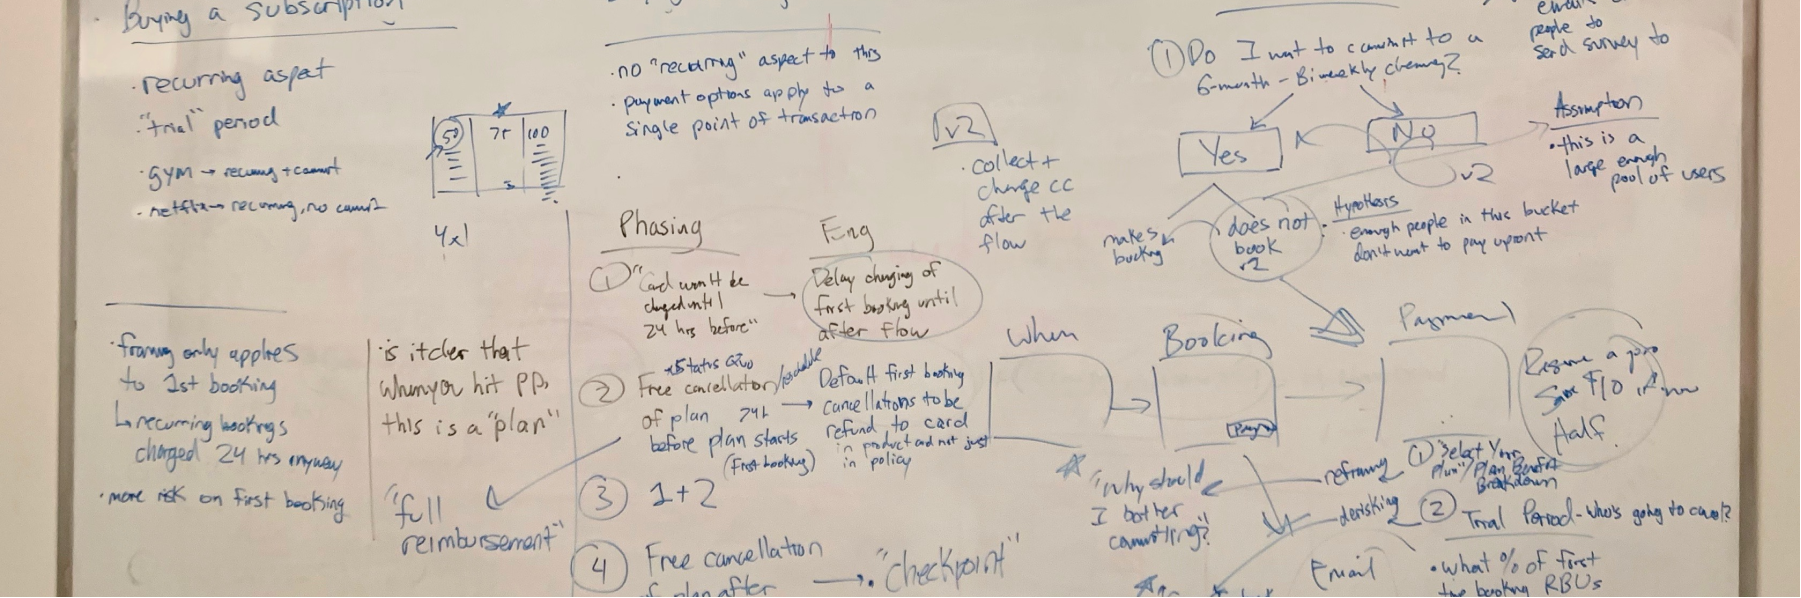 · Buying a subscription
· recurring aspect
· "trial" period
· gym → recurring + commit
· netflix → recurring, no commit
50
75
100
4x!
· no "recurring" aspect to this
· payment options apply to a
single point of transaction
v2
· collect +
charge cc
after the
flow
① Do I want to commit to a
6-month - Biweekly cleaning?
Yes
No
v2
makes
booking
does not
book
v2
people to
send survey to
Assumption
· this is a
large enough
pool of users
Hypothesis
· enough people in this bucket
don't want to pay upfront
Phasing
① "Card won't be
charged until
24 hrs before"
Eng
Delay charging of
first booking until
after flow
* Status Quo
② Free cancellation
of plan 24h
before plan starts
(First booking)
Default first booking
cancellations to be
refund to card
in product and not just
in policy
③ 1+2
④ Free cancellation
of plan after
→ · "checkpoint"
· framing only applies
to 1st booking
↳ recurring bookings
charged 24 hrs anyway
· more risk on first booking
· is it clear that
when you hit PP,
this is a "plan"
"full
reimbursement"
When
Booking
Payment
"Why should
I bother
committing?"
reframing
① "Select Your
Plan" / Plan Benefit
Breakdown
derisking
② Trial Period - who's going to cancel?
Half
Email
· what % of first
time booking RBUs